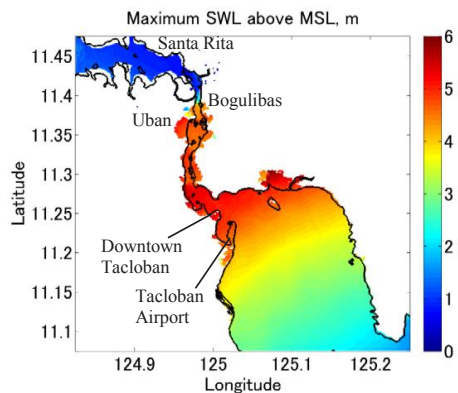 Maximum SWL above MSL, m
Santa Rita
Bogulibas
Uban
Downtown
Tacloban
Tacloban
Airport
Latitude
11.45
11.4
11.35
11.3
11.25
11.2
11.15
11.1
124.9
125
125.1
125.2
Longitude
6
5
4
3
2
1
0